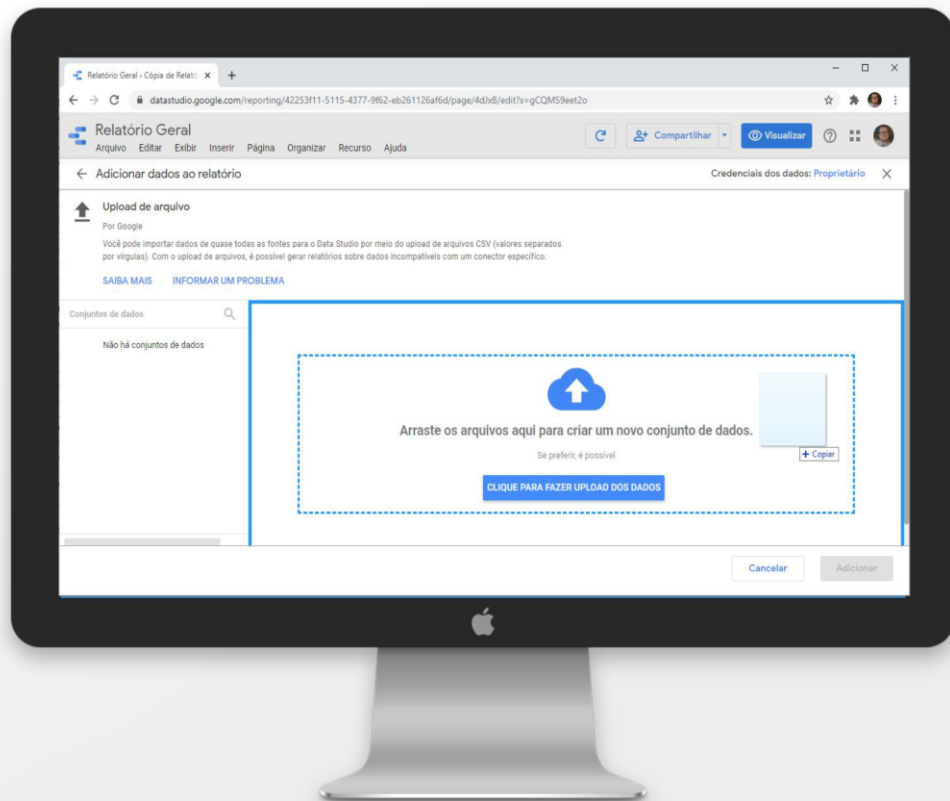 Relatório Geral › Cópia de Relató
datastudio.google.com/reporting/42253f11-5115-4377-9f62-eb261126af6d/page/4dJxB/edit?s=gCQMS9eet2o
Relatório Geral
Arquivo Editar Exibir Inserir Página Organizar Recurso Ajuda
Compartilhar
Visualizar
Adicionar dados ao relatório
Credenciais dos dados: Proprietário
Upload de arquivo
Por Google
Você pode importar dados de quase todas as fontes para o Data Studio por meio do upload de arquivos CSV (valores separados
por vírgulas). Com o upload de arquivos, é possível gerar relatórios sobre dados incompatíveis com um conector específico.
SAIBA MAIS INFORMAR UM PROBLEMA
Conjuntos de dados
Não há conjuntos de dados
Arraste os arquivos aqui para criar um novo conjunto de dados.
+ Copiar
Se preferir, é possível
CLIQUE PARA FAZER UPLOAD DOS DADOS
Cancelar
Adicionar